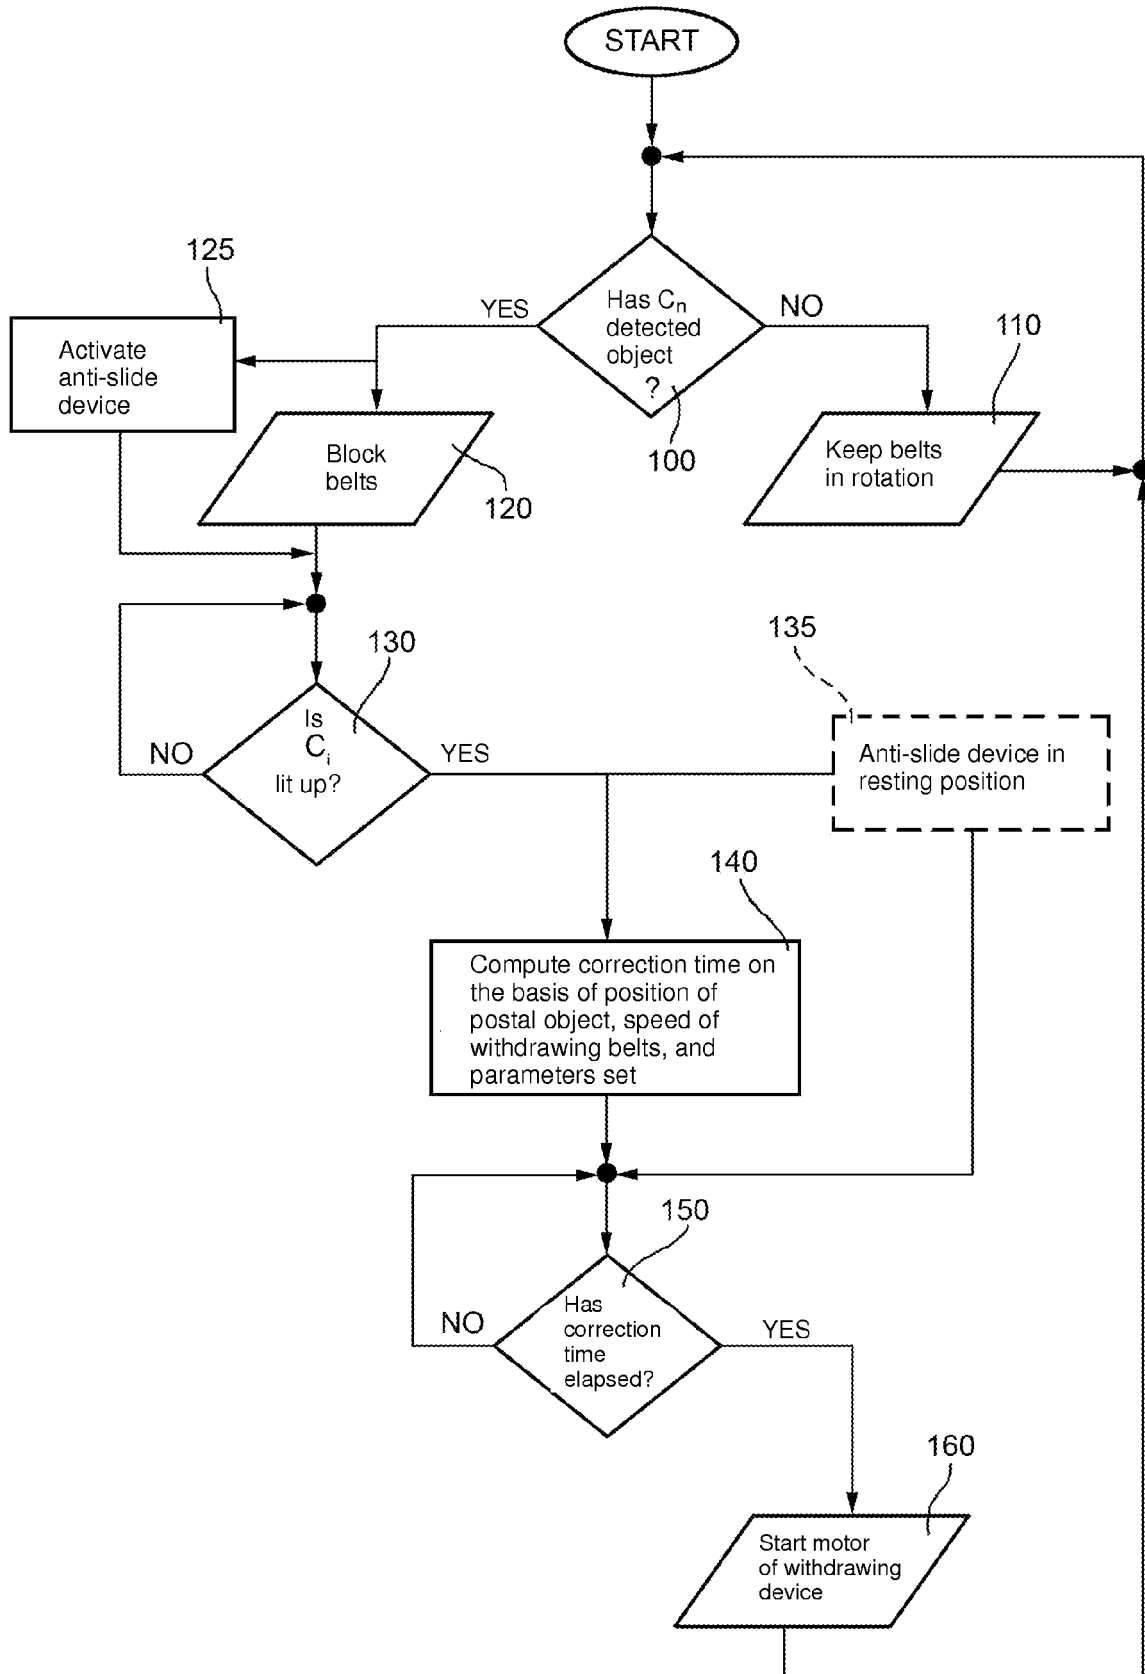 START
125
YES
Has Cn
detected
object
?
NO
110
100
Activate
anti-slide
device
Block
belts
120
Keep belts
in rotation
130
135
Is
Ci
lit up?
NO
YES
Anti-slide device in
resting position
140
Compute correction time on
the basis of position of
postal object, speed of
withdrawing belts, and
parameters set
150
Has
correction
time
elapsed?
NO
YES
160
Start motor
of withdrawing
device